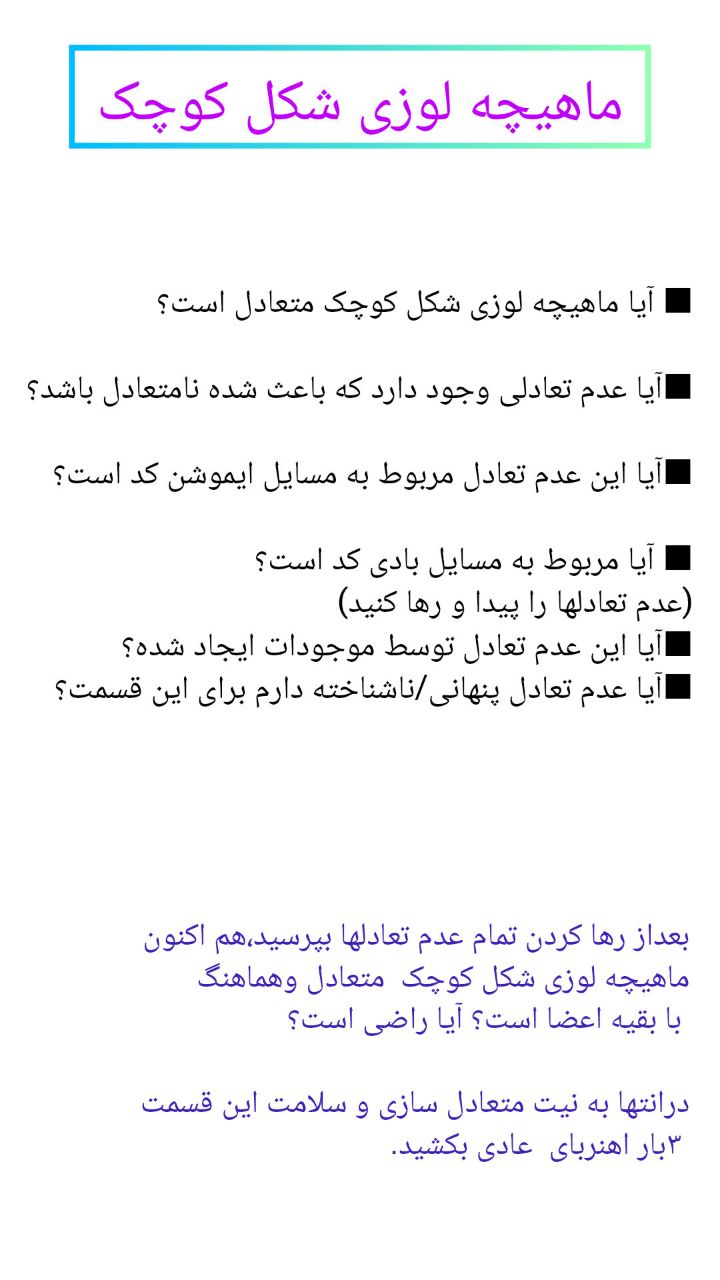 ماهیچه لوزی شکل کوچک
■ آیا ماهیچه لوزی شکل کوچک متعادل است؟
■آیا عدم تعادلی وجود دارد که باعث شده نامتعادل باشد؟
■آیا این عدم تعادل مربوط به مسایل ایموشن کد است؟
■ آیا مربوط به مسایل بادی کد است؟
(عدم تعادلها را پیدا و رها کنید)
■آیا این عدم تعادل توسط موجودات ایجاد شده؟
■آیا عدم تعادل پنهانی/ناشناخته دارم برای این قسمت؟
بعداز رها کردن تمام عدم تعادلها بپرسید،هم اکنون
ماهیچه لوزی شکل کوچک  متعادل وهماهنگ
با بقیه اعضا است؟ آیا راضی است؟
درانتها به نیت متعادل سازی و سلامت این قسمت
۳بار اهنربای  عادی بکشید.